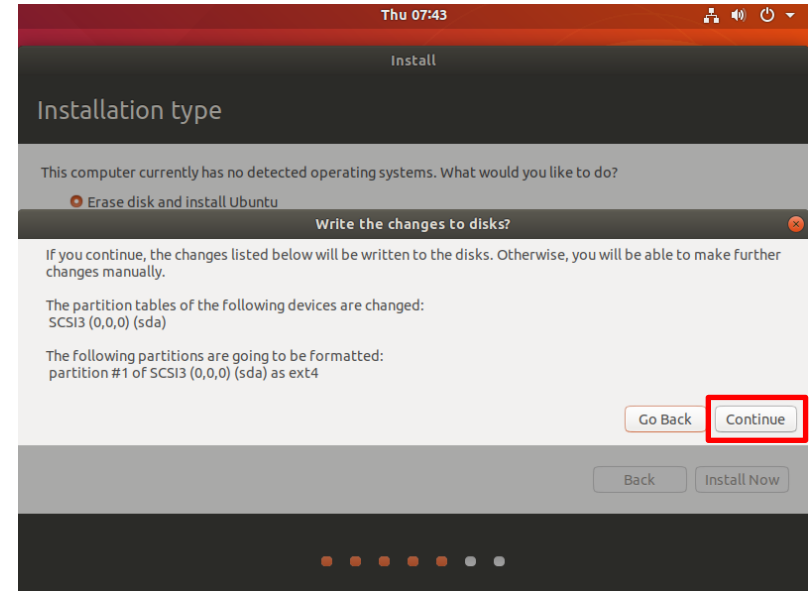 Thu 07:43
Install
Installation type
This computer currently has no detected operating systems. What would you like to do?
Erase disk and install Ubuntu
Write the changes to disks?
If you continue, the changes listed below will be written to the disks. Otherwise, you will be able to make further
changes manually.
The partition tables of the following devices are changed:
SCSI3 (0,0,0) (sda)
The following partitions are going to be formatted:
partition #1 of SCSI3 (0,0,0) (sda) as ext4
Go Back Continue
Back Install Now